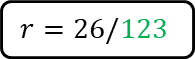 r = 26/123